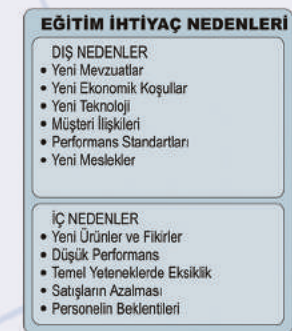 EĞİTİM İHTİYAÇ NEDENLERİ
DIŞ NEDENLER
• Yeni Mevzuatlar
• Yeni Ekonomik Koşullar
• Yeni Teknoloji
• Müşteri İlişkileri
• Performans Standartları
• Yeni Meslekler
İÇ NEDENLER
• Yeni Ürünler ve Fikirler
• Düşük Performans
• Temel Yeteneklerde Eksiklik
• Satışların Azalması
• Personelin Beklentileri